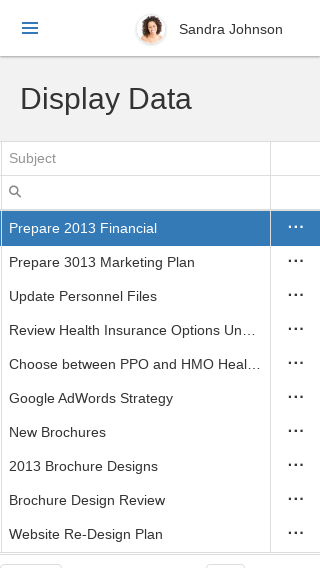 Sandra Johnson
Display Data
Subject
Prepare 2013 Financial
Prepare 3013 Marketing Plan
Update Personnel Files
Review Health Insurance Options Un…
Choose between PPO and HMO Heal…
Google AdWords Strategy
New Brochures
2013 Brochure Designs
Brochure Design Review
Website Re-Design Plan